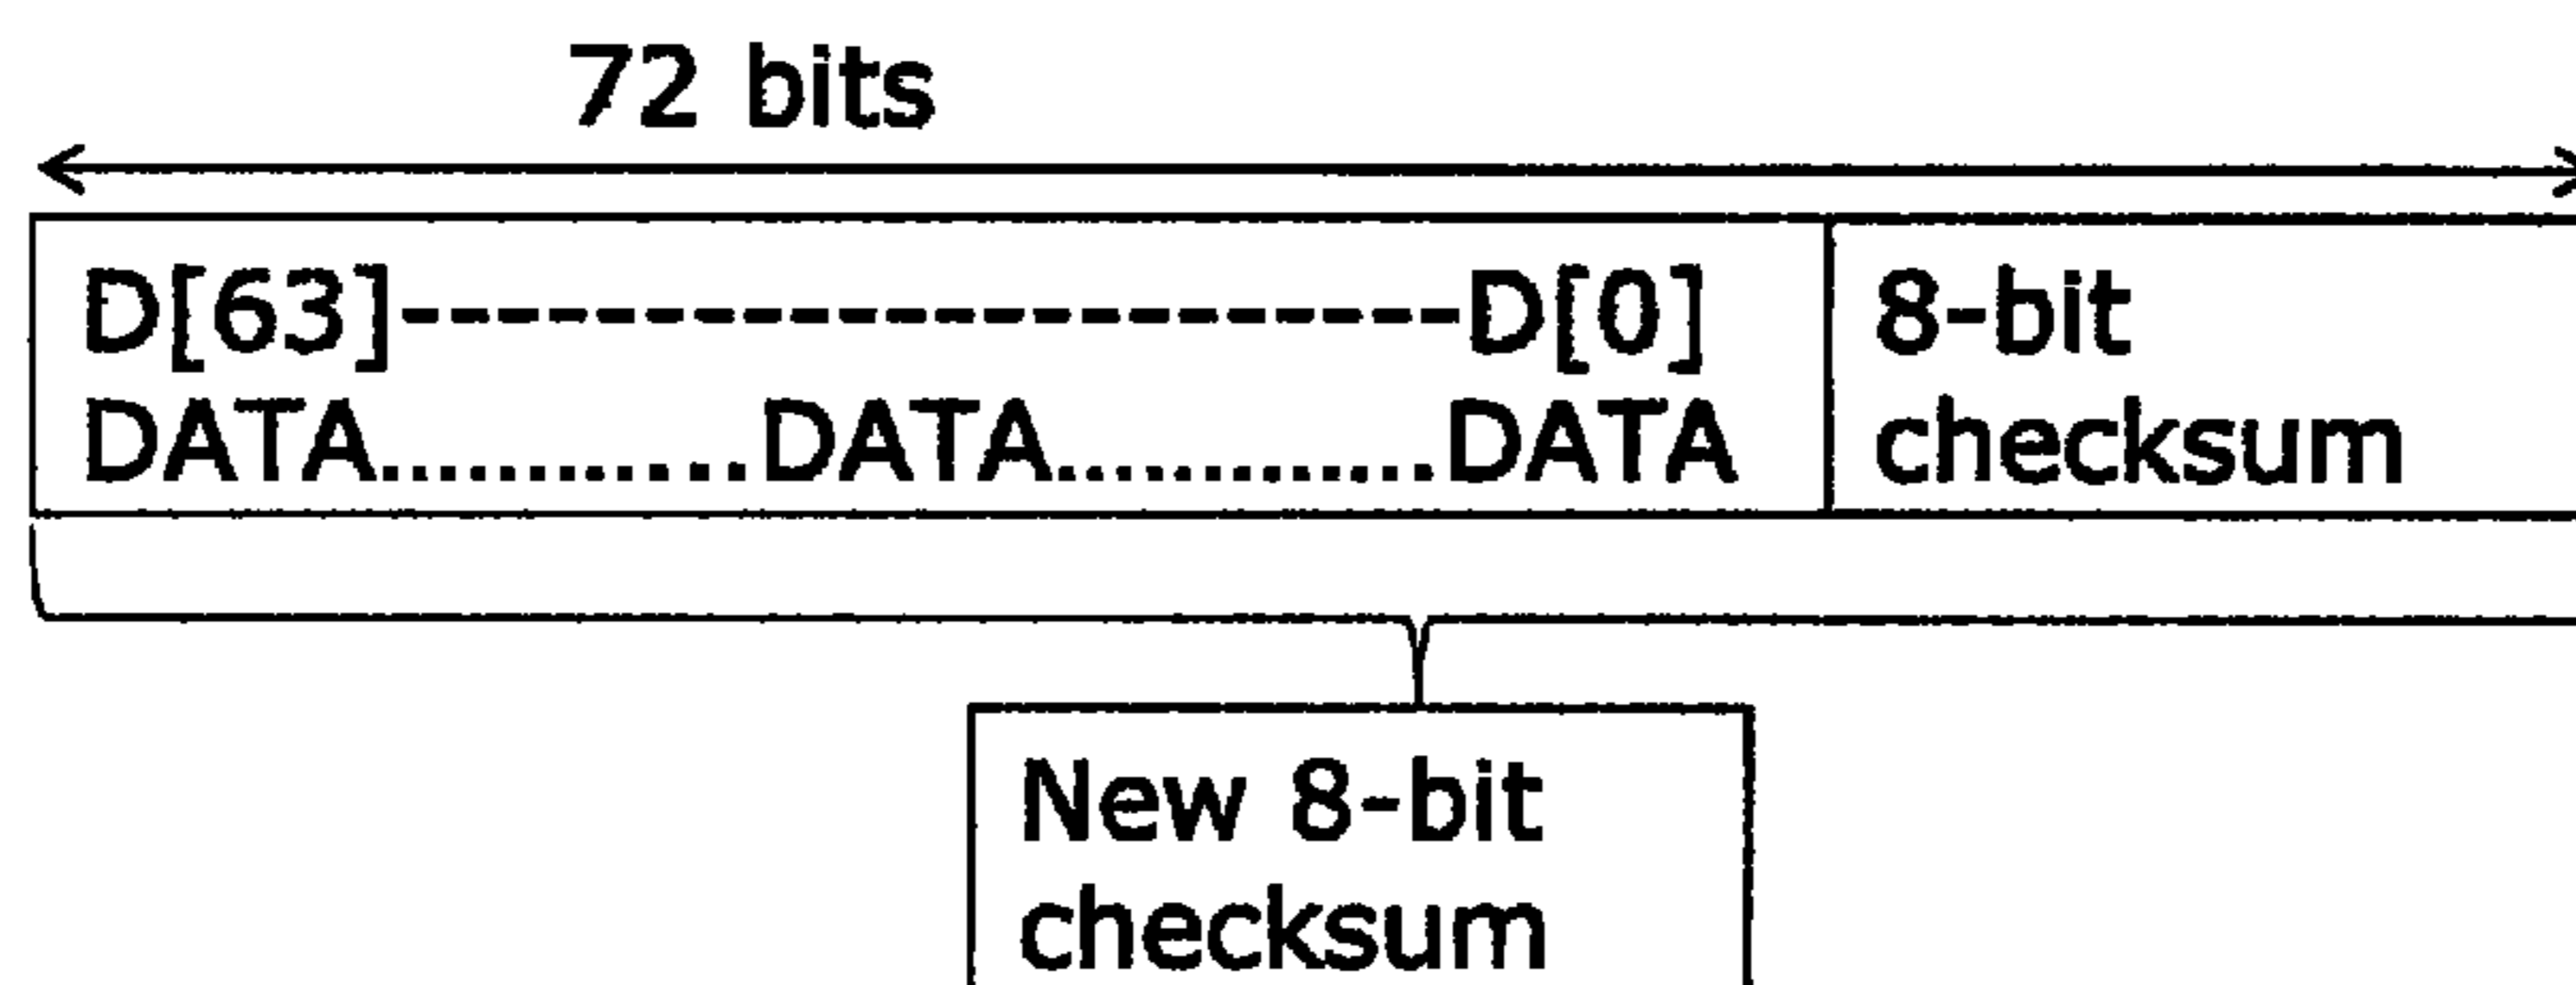 72 bits
D[63]----------------------D[0]
8-bit
DATA.............DATA.............DATA
checksum
New 8-bit
checksum